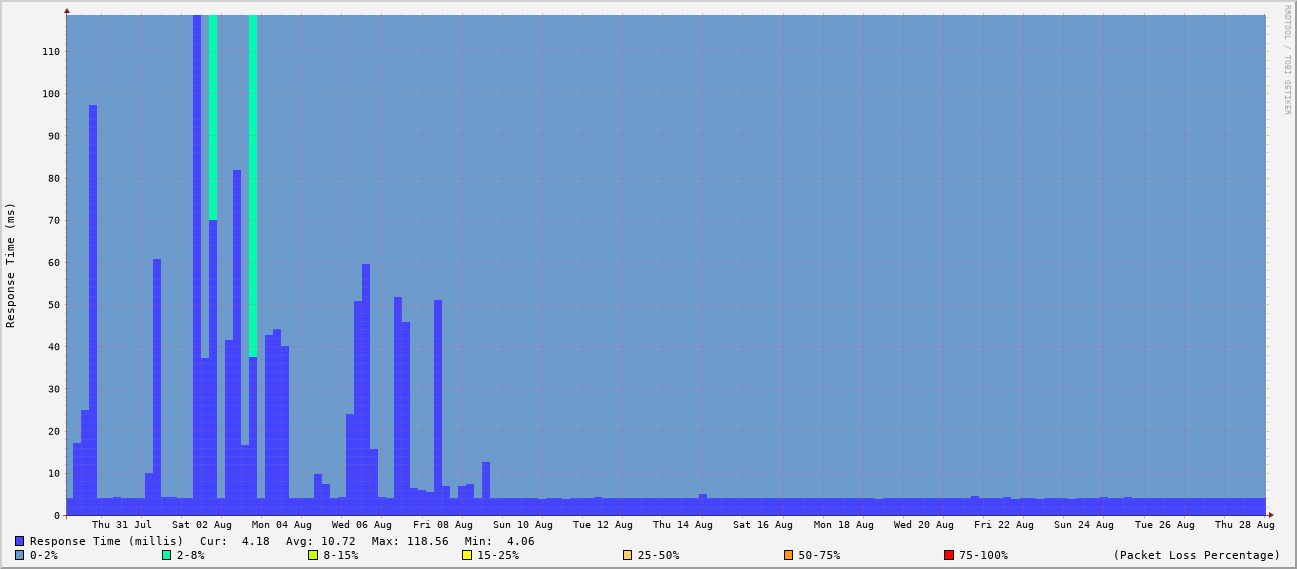 RRDTOOL / TOBI OETIKER
Response Time (ms)
110
100
90
80
70
60
50
40
30
20
10
0
Thu 31 Jul Sat 02 Aug Mon 04 Aug Wed 06 Aug Fri 08 Aug Sun 10 Aug Tue 12 Aug Thu 14 Aug Sat 16 Aug Mon 18 Aug Wed 20 Aug Fri 22 Aug Sun 24 Aug Tue 26 Aug Thu 28 Aug
Response Time (millis) Cur: 4.18 Avg: 10.72 Max: 118.56 Min: 4.06
0-2% 2-8% 8-15% 15-25% 25-50% 50-75% 75-100% (Packet Loss Percentage)